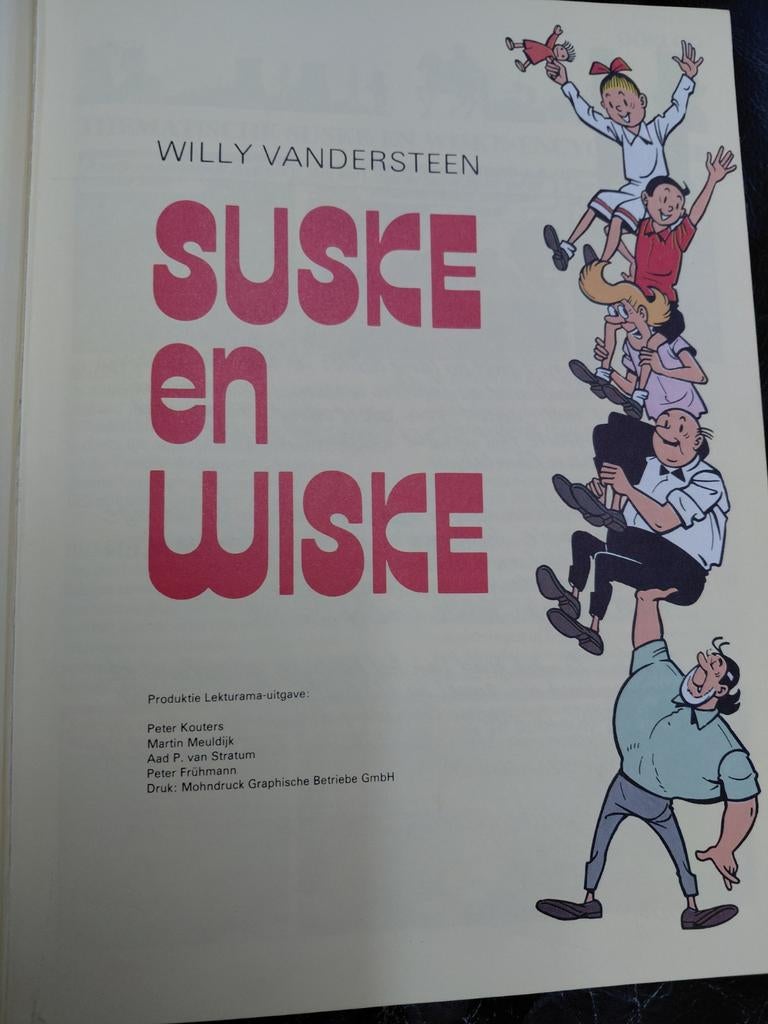 WILLY VANDERSTEEN
SUSKE
en
WISKE
Produktie Lekturama-uitgave:
Peter Kouters
Martin Meuldijk
Aad P. van Stratum
Peter Frühmann
Druk: Mohndruck Graphische Betriebe GmbH